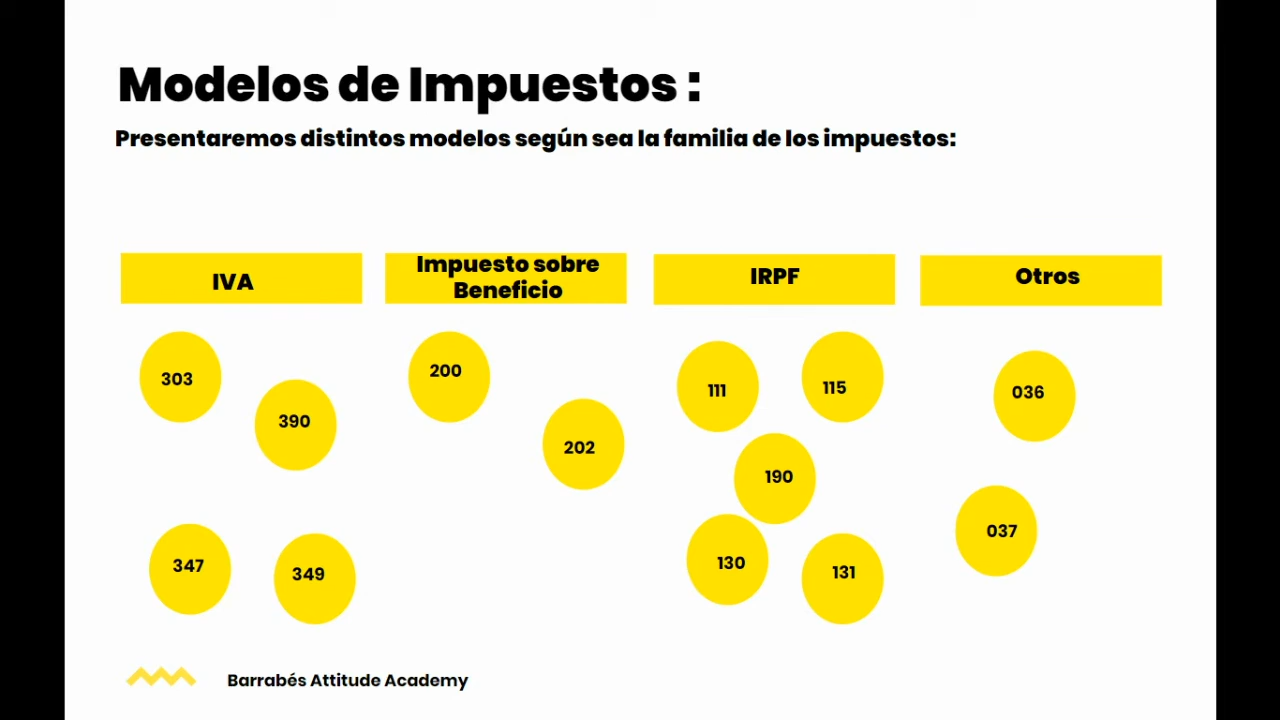 Modelos de Impuestos :
Presentaremos distintos modelos según sea la familia de los impuestos:
IVA
303
390
347
349
Impuesto sobre
Beneficio
200
202
IRPF
111
115
190
130
131
Otros
036
037
Barrabés Attitude Academy